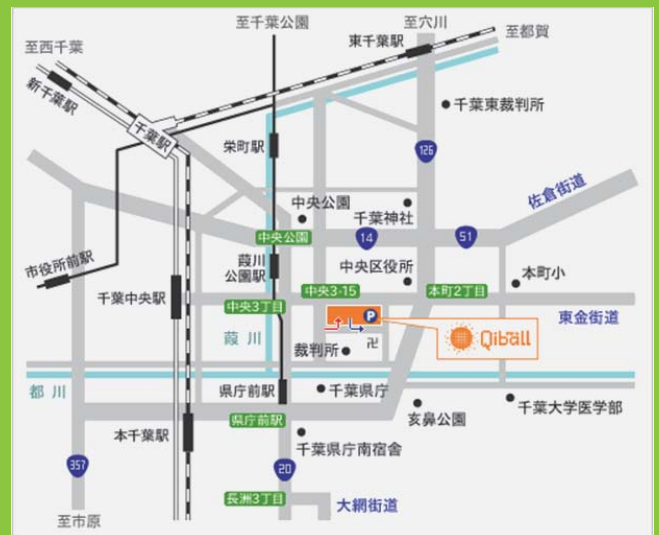 至千葉公園
至穴川
至都賀
至西千葉
東千葉駅
新千葉駅
千葉駅
千葉東裁判所
栄町駅
126
佐倉街道
中央公園
千葉神社
中央公園
14
51
市役所前駅
葭川
公園駅
中央区役所
本町小
千葉中央駅
中央3-15
本町2丁目
中央3丁目
東金街道
P
Qiball
葭川
裁判所
卍
都川
県庁前駅
千葉県庁
千葉大学医学部
亥鼻公園
県庁前駅
本千葉駅
千葉県庁南宿舎
357
20
長洲3丁目
大網街道
至市原